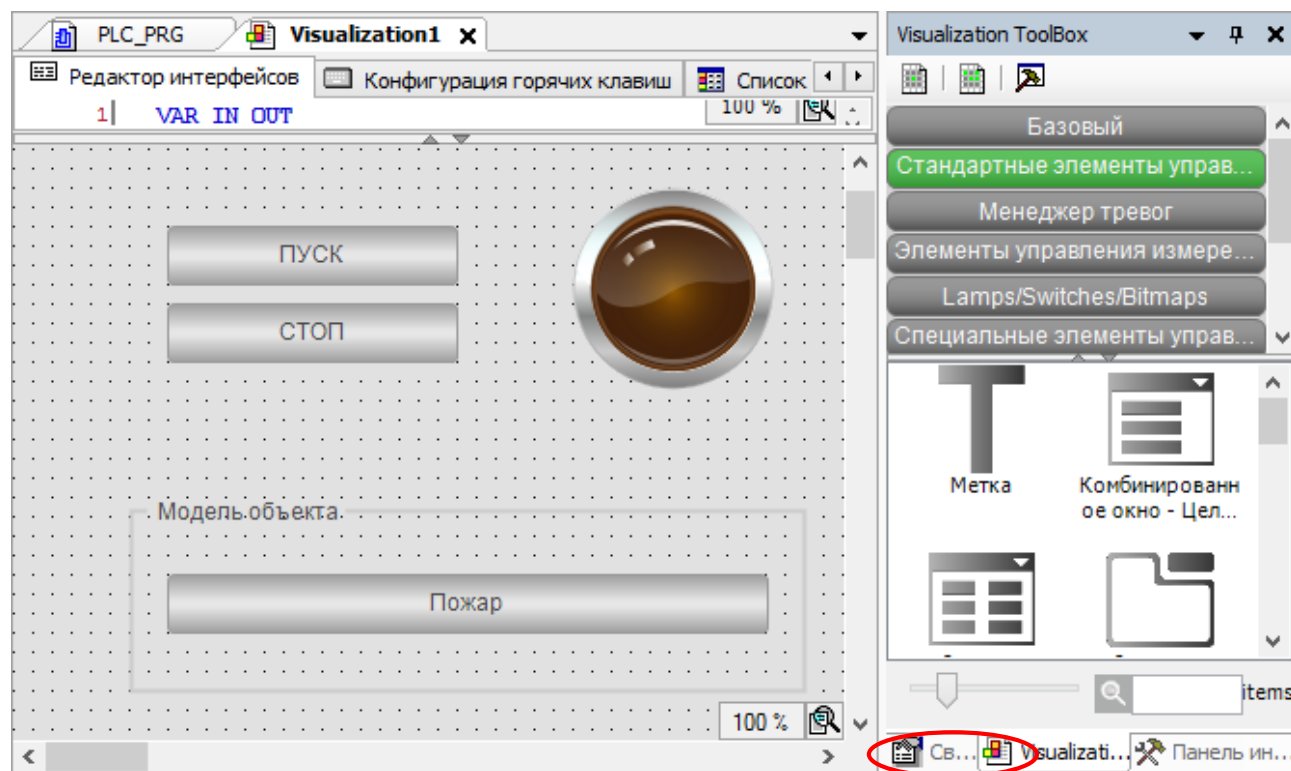 PLC_PRG Visualization1
Редактор интерфейсов Конфигурация горячих клавиш Список
1 VAR IN OUT 100 %
ПУСК
СТОП
Модель объекта
Пожар
100 %
Visualization ToolBox
Базовый
Стандартные элементы управ...
Менеджер тревог
Элементы управления измере...
Lamps/Switches/Bitmaps
Специальные элементы управ...
Метка Комбинированн
ое окно - Цел...
items
Св... Visualizati... Панель ин...